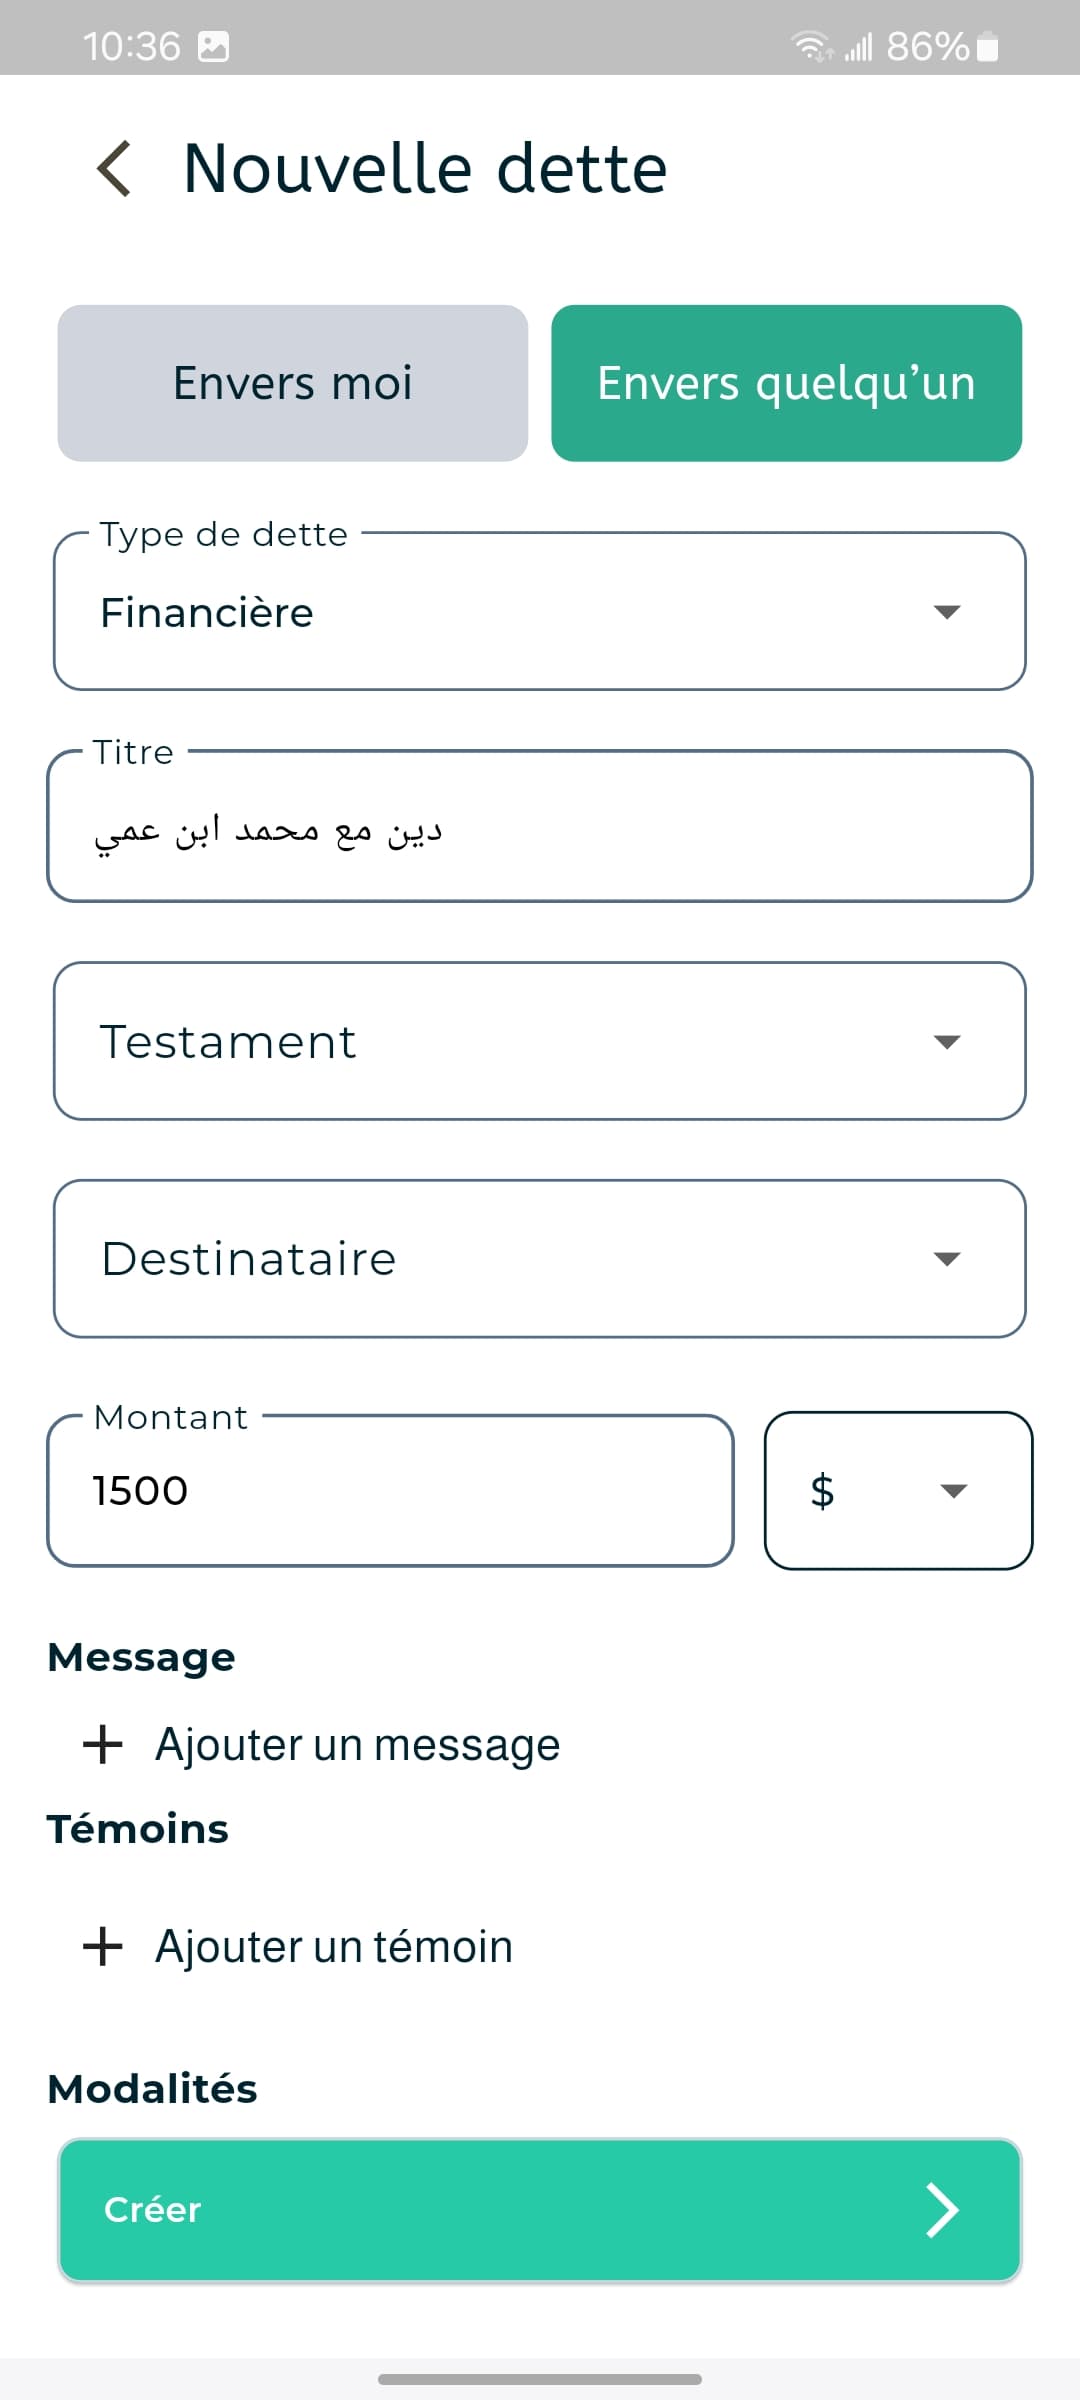 10:36 86%
Nouvelle dette
Envers moi Envers quelqu’un
Type de dette
Financière
Titre
دين مع محمد ابن عمي
Testament
Destinataire
Montant
1500 $
Message
+ Ajouter un message
Témoins
+ Ajouter un témoin
Modalités
Créer